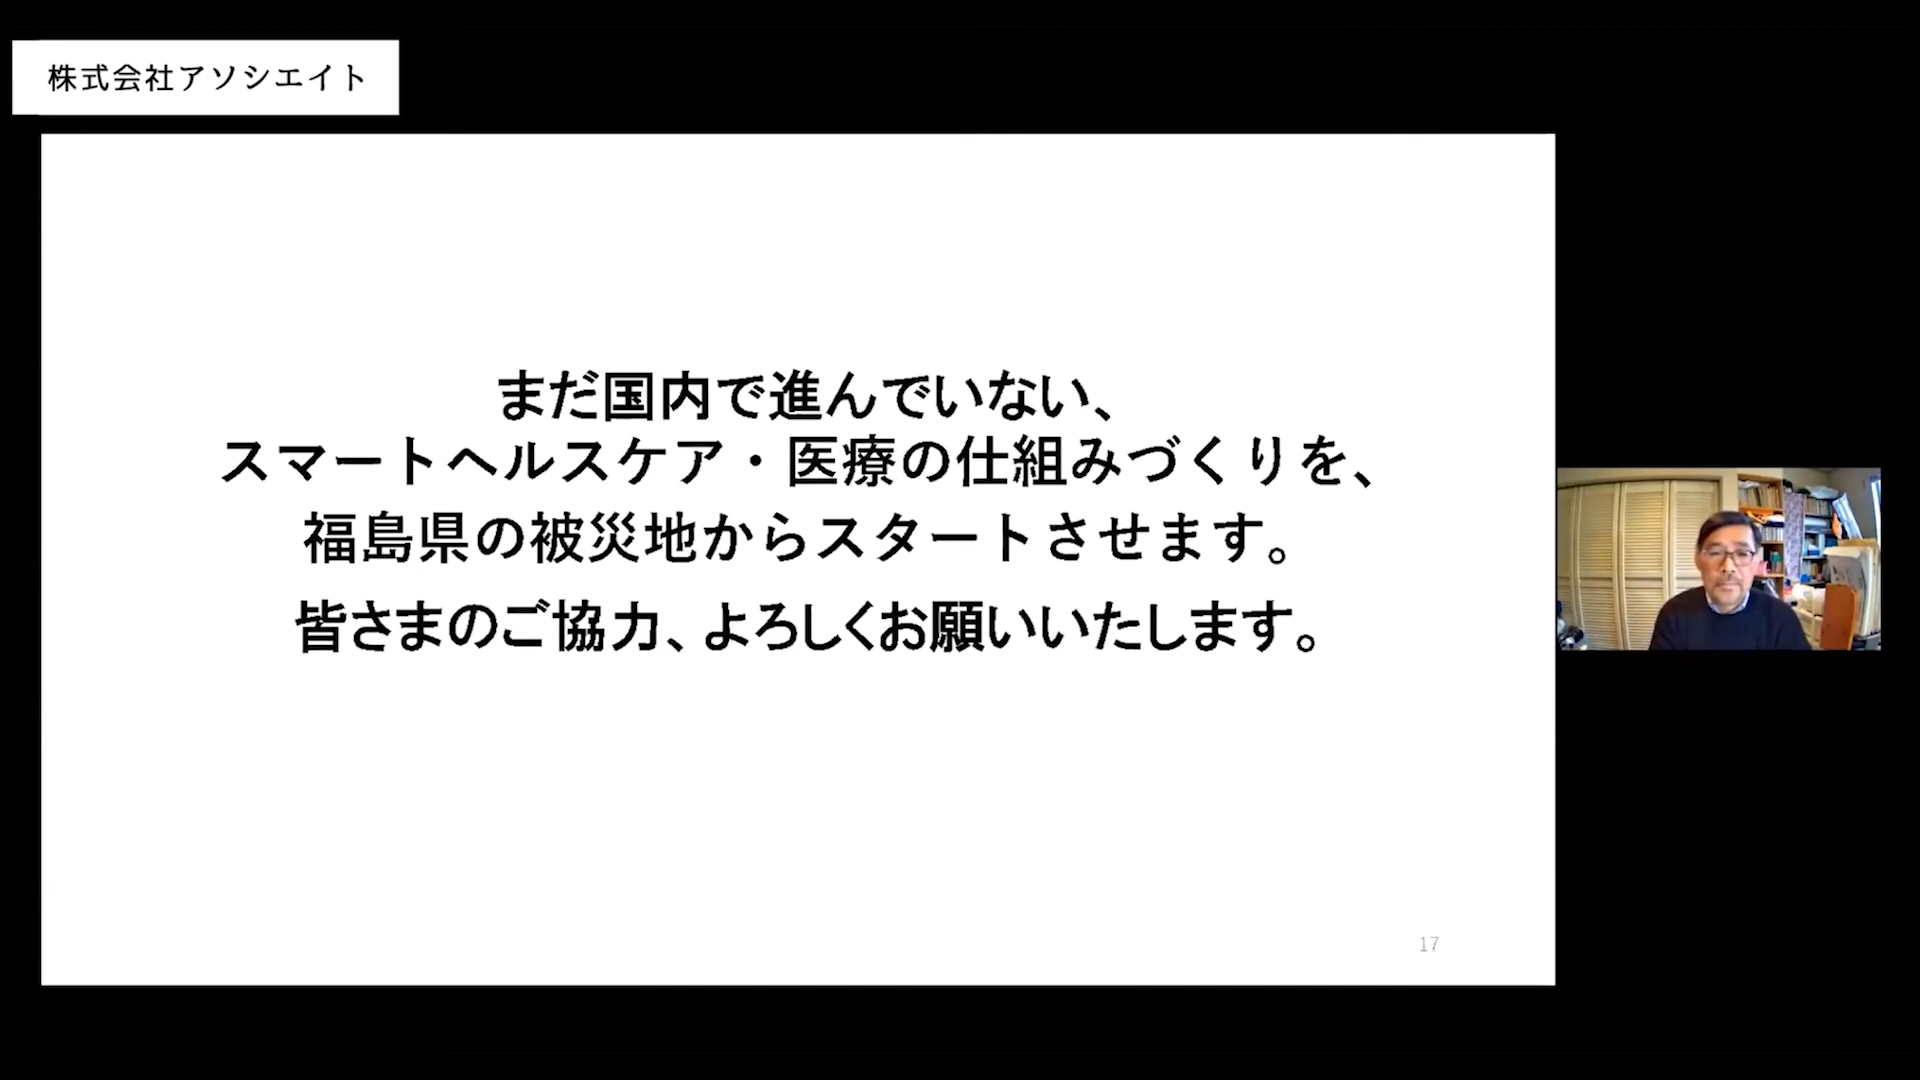 株式会社アソシエイト
まだ国内で進んでいない、
スマートヘルスケア・医療の仕組みづくりを、
福島県の被災地からスタートさせます。
皆さまのご協力、よろしくお願いいたします。
17